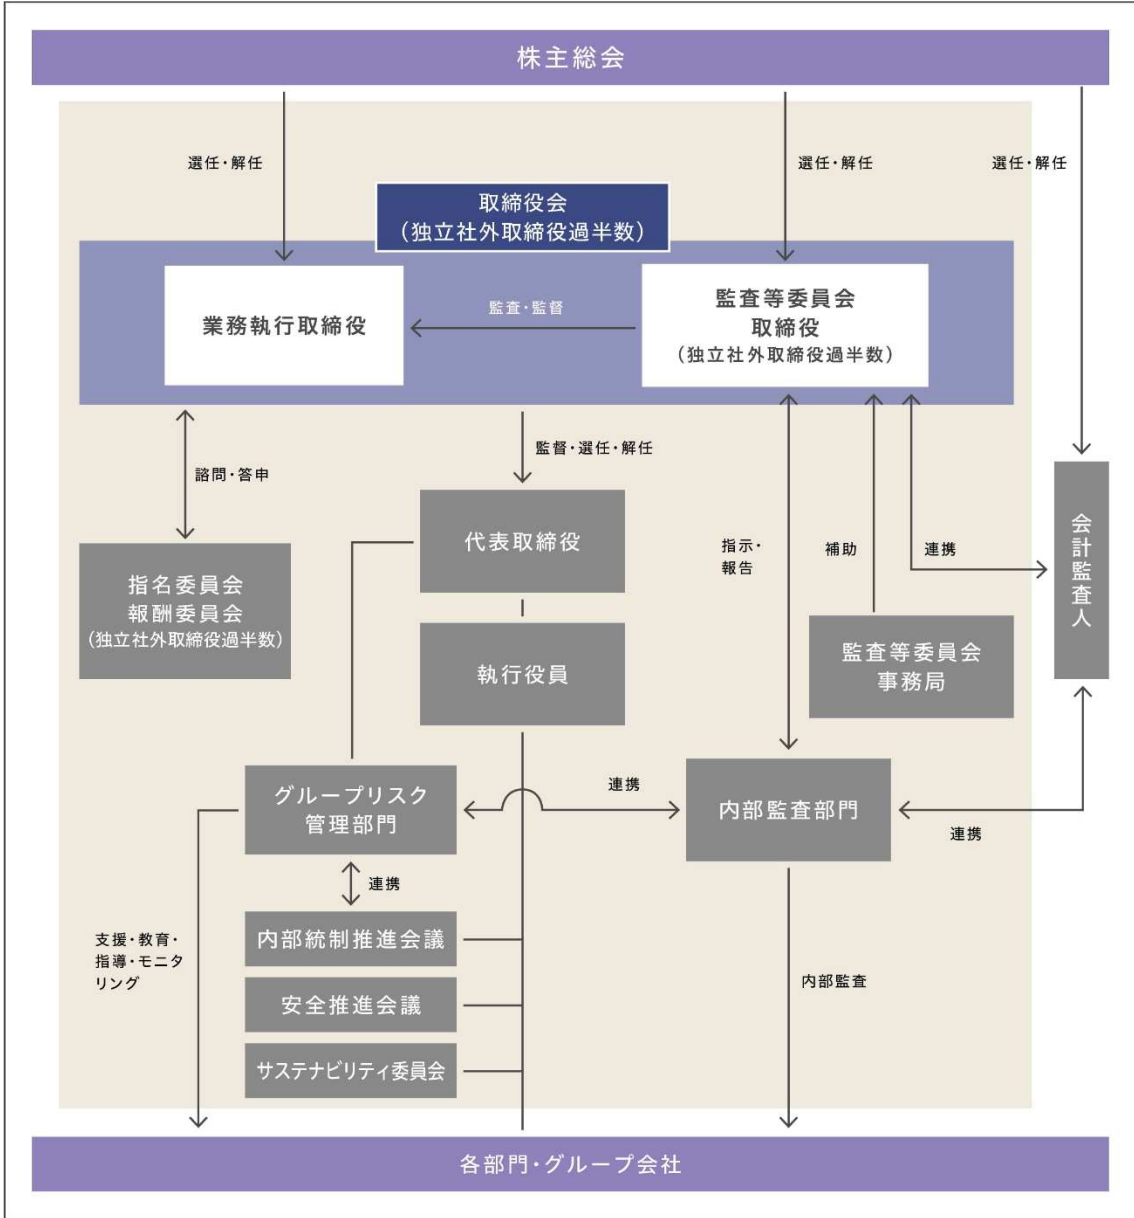 株主総会
選任・解任
選任・解任
選任・解任
取締役会
（独立社外取締役過半数）
業務執行取締役
監査・監督
監査等委員会
取締役
（独立社外取締役過半数）
諮問・答申
監督・選任・解任
代表取締役
指示・
報告
補助
連携
会計監査人
指名委員会
報酬委員会
（独立社外取締役過半数）
執行役員
監査等委員会
事務局
グループリスク
管理部門
連携
内部監査部門
連携
連携
内部統制推進会議
支援・教育・
指導・モニタ
リング
安全推進会議
内部監査
サステナビリティ委員会
各部門・グループ会社